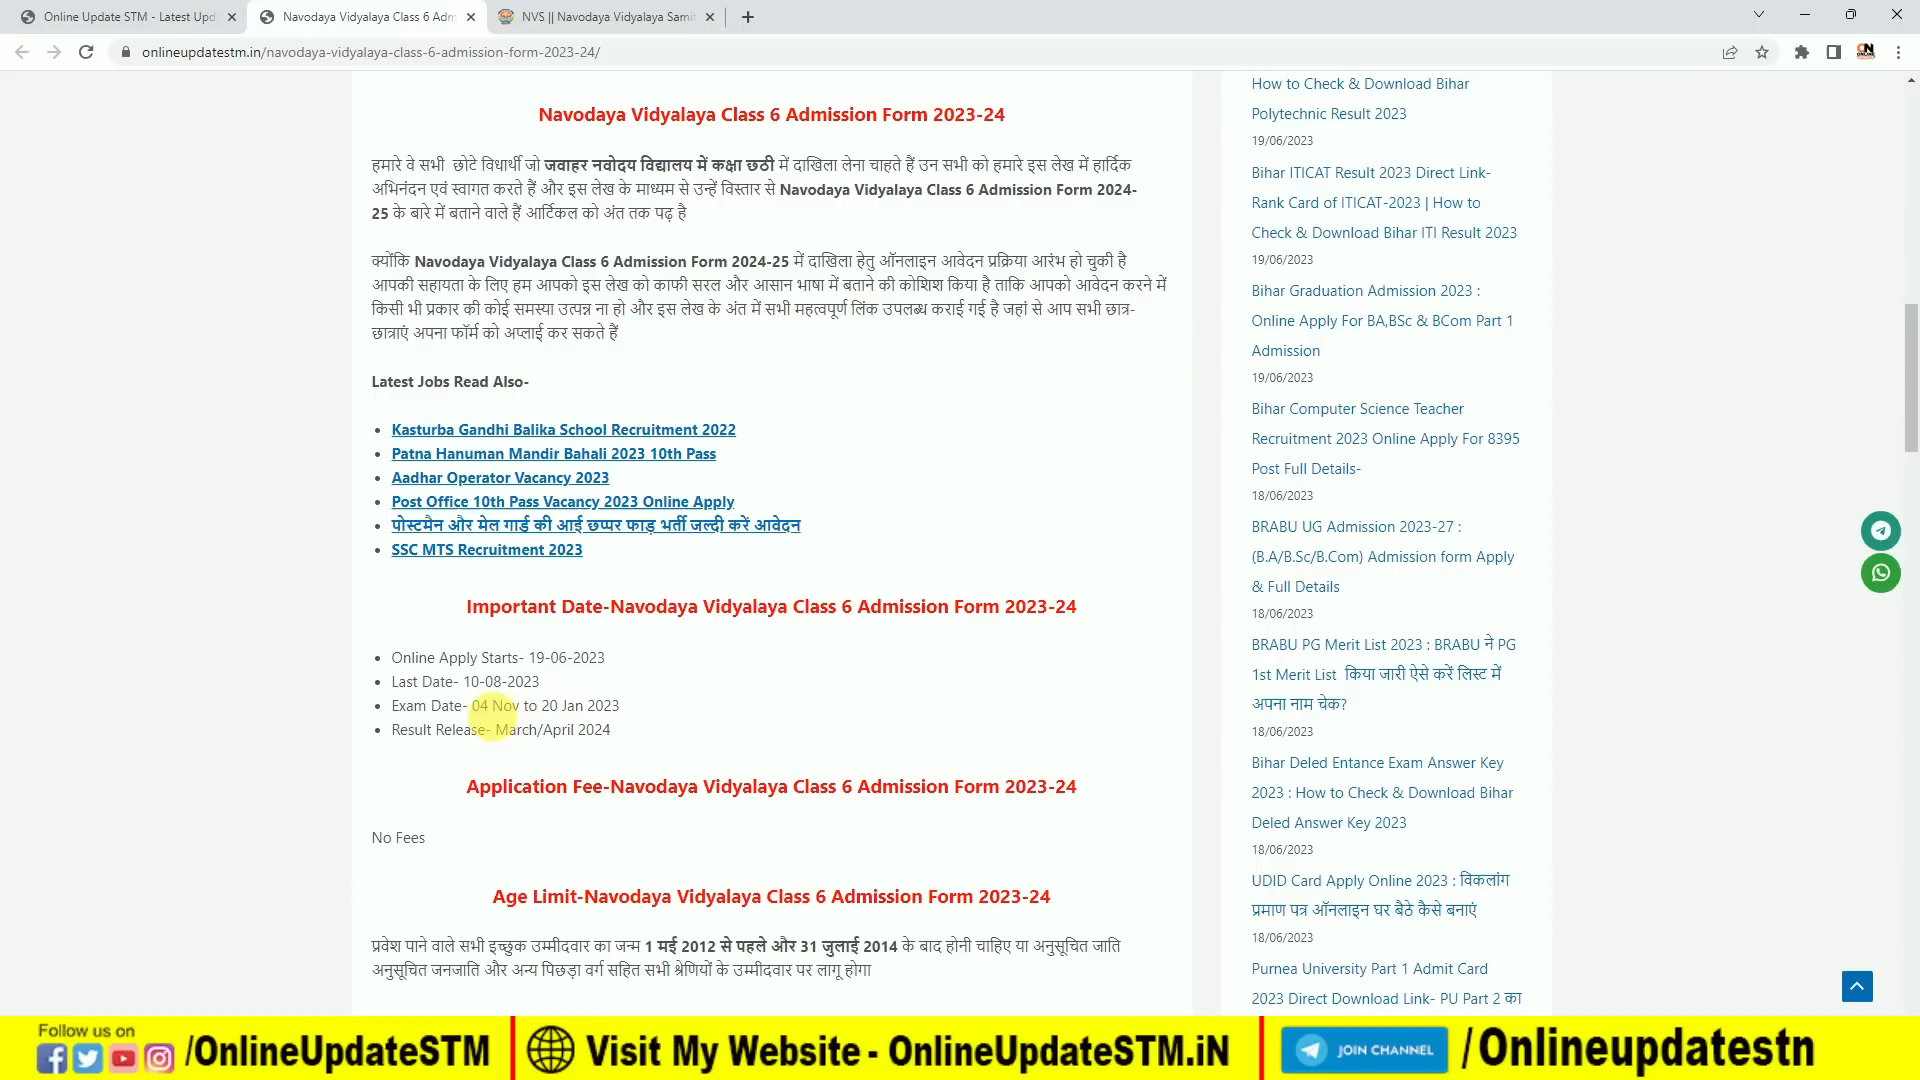 Online Update STM - Latest Upd
Navodaya Vidyalaya Class 6 Adm
NVS || Navodaya Vidyalaya Sami
onlineupdatestm.in/navodaya-vidyalaya-class-6-admission-form-2023-24/
Navodaya Vidyalaya Class 6 Admission Form 2023-24
हमारे वे सभी छोटे विधार्थी जो जवाहर नवोदय विद्यालय में कक्षा छठी में दाखिला लेना चाहते हैं उन सभी को हमारे इस लेख में हार्दिक
अभिनंदन एवं स्वागत करते हैं और इस लेख के माध्यम से उन्हें विस्तार से Navodaya Vidyalaya Class 6 Admission Form 2024-
25 के बारे में बताने वाले हैं आर्टिकल को अंत तक पढ़ है
क्योंकि Navodaya Vidyalaya Class 6 Admission Form 2024-25 में दाखिला हेतु ऑनलाइन आवेदन प्रक्रिया आरंभ हो चुकी है
आपकी सहायता के लिए हम आपको इस लेख को काफी सरल और आसान भाषा में बताने की कोशिश किया है ताकि आपको आवेदन करने में
किसी भी प्रकार की कोई समस्या उत्पन्न ना हो और इस लेख के अंत में सभी महत्वपूर्ण लिंक उपलब्ध कराई गई है जहां से आप सभी छात्र-
छात्राएं अपना फॉर्म को अप्लाई कर सकते हैं
Latest Jobs Read Also-
Kasturba Gandhi Balika School Recruitment 2022
Patna Hanuman Mandir Bahali 2023 10th Pass
Aadhar Operator Vacancy 2023
Post Office 10th Pass Vacancy 2023 Online Apply
पोस्टमैन और मेल गार्ड की आई छप्पर फाड़ भर्ती जल्दी करें आवेदन
SSC MTS Recruitment 2023
Important Date-Navodaya Vidyalaya Class 6 Admission Form 2023-24
Online Apply Starts- 19-06-2023
Last Date- 10-08-2023
Exam Date- 04 Nov to 20 Jan 2023
Result Release- March/April 2024
Application Fee-Navodaya Vidyalaya Class 6 Admission Form 2023-24
No Fees
Age Limit-Navodaya Vidyalaya Class 6 Admission Form 2023-24
प्रवेश पाने वाले सभी इच्छुक उम्मीदवार का जन्म 1 मई 2012 से पहले और 31 जुलाई 2014 के बाद होनी चाहिए या अनुसूचित जाति
अनुसूचित जनजाति और अन्य पिछड़ा वर्ग सहित सभी श्रेणियों के उम्मीदवार पर लागू होगा
How to Check & Download Bihar
Polytechnic Result 2023
19/06/2023
Bihar ITICAT Result 2023 Direct Link-
Rank Card of ITICAT-2023 | How to
Check & Download Bihar ITI Result 2023
19/06/2023
Bihar Graduation Admission 2023 :
Online Apply For BA,BSc & BCom Part 1
Admission
19/06/2023
Bihar Computer Science Teacher
Recruitment 2023 Online Apply For 8395
Post Full Details-
18/06/2023
BRABU UG Admission 2023-27 :
(B.A/B.Sc/B.Com) Admission form Apply
& Full Details
18/06/2023
BRABU PG Merit List 2023 : BRABU ने PG
1st Merit List किया जारी ऐसे करें लिस्ट में
अपना नाम चेक?
18/06/2023
Bihar Deled Entance Exam Answer Key
2023 : How to Check & Download Bihar
Deled Answer Key 2023
18/06/2023
UDID Card Apply Online 2023 : विकलांग
प्रमाण पत्र ऑनलाइन घर बैठे कैसे बनाएं
18/06/2023
Purnea University Part 1 Admit Card
2023 Direct Download Link- PU Part 2 का
Follow us on
/OnlineUpdateSTM
Visit My Website - OnlineUpdateSTM.iN
JOIN CHANNEL
/Onlineupdatestn